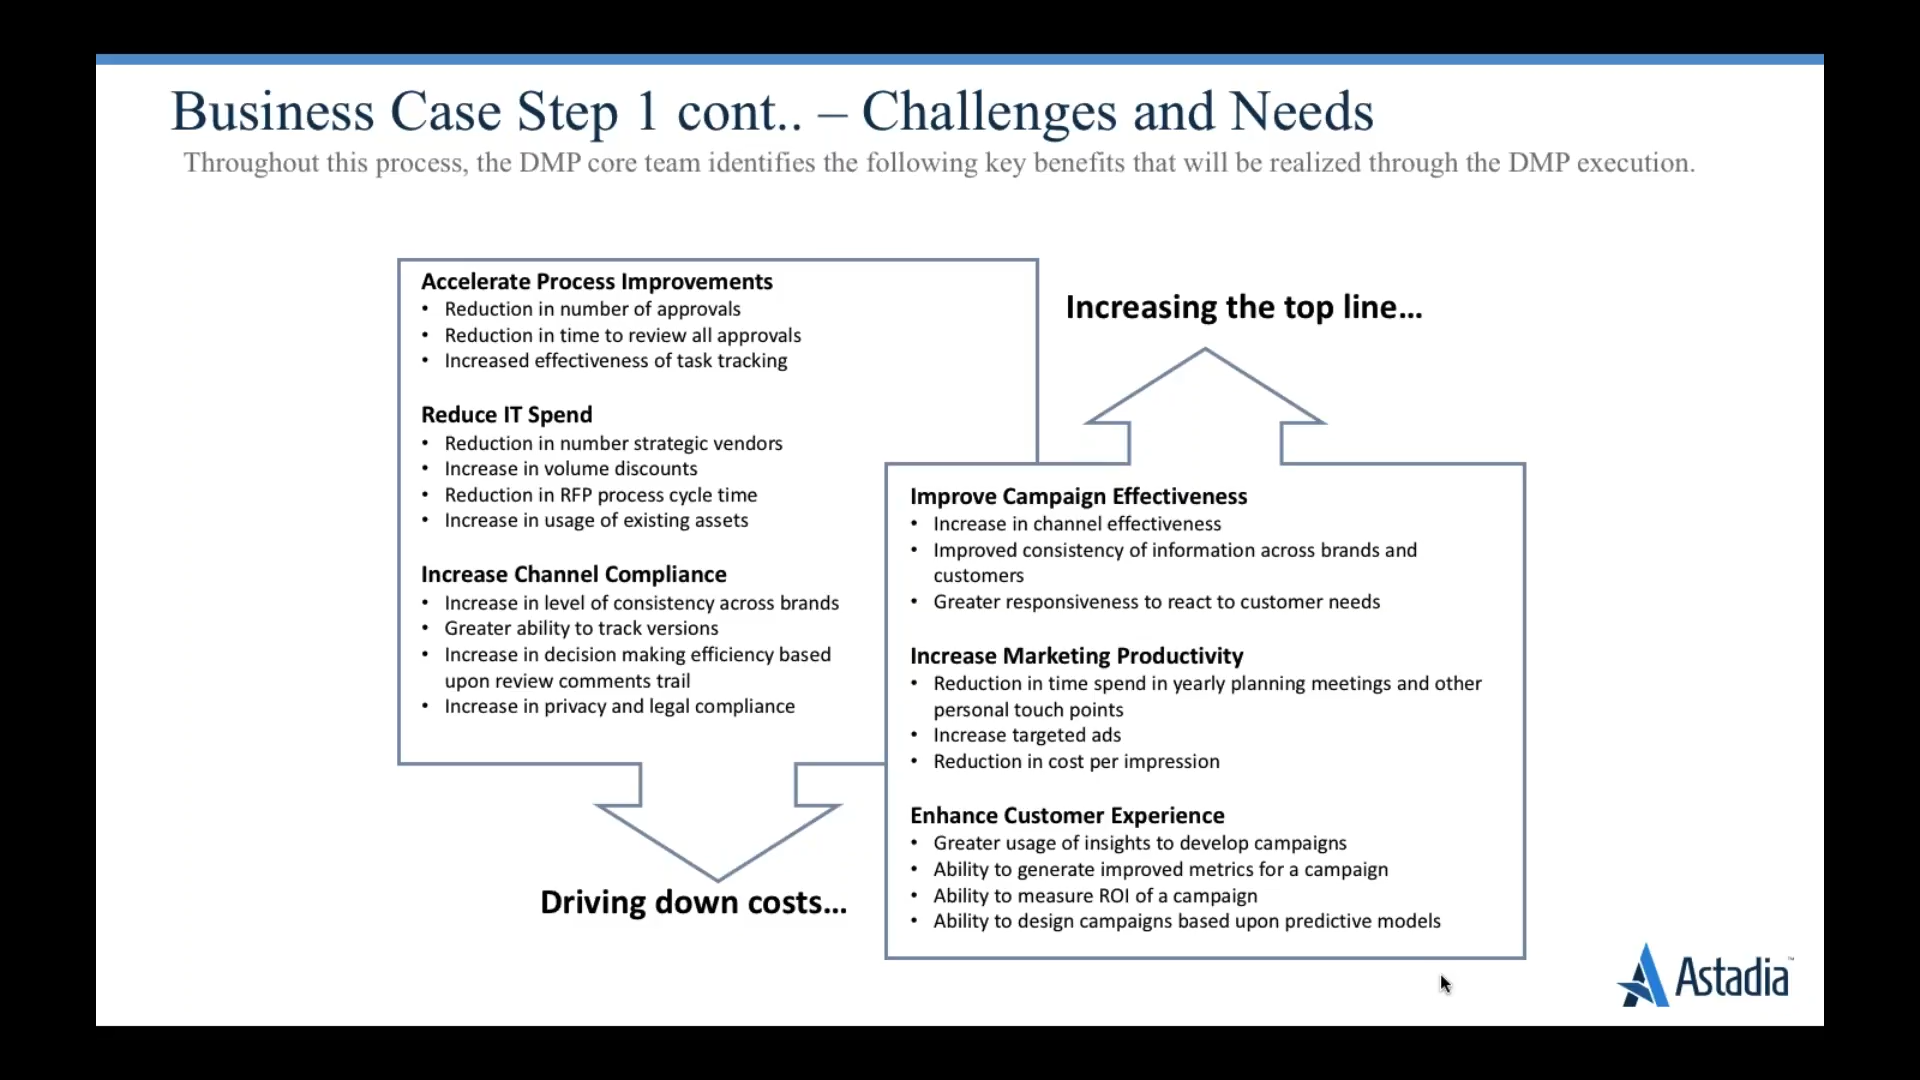 Business Case Step 1 cont.. – Challenges and Needs
Throughout this process, the DMP core team identifies the following key benefits that will be realized through the DMP execution.
Accelerate Process Improvements
• Reduction in number of approvals
• Reduction in time to review all approvals
• Increased effectiveness of task tracking
Reduce IT Spend
• Reduction in number strategic vendors
• Increase in volume discounts
• Reduction in RFP process cycle time
• Increase in usage of existing assets
Increase Channel Compliance
• Increase in level of consistency across brands
• Greater ability to track versions
• Increase in decision making efficiency based
upon review comments trail
• Increase in privacy and legal compliance
Driving down costs...
Increasing the top line...
Improve Campaign Effectiveness
• Increase in channel effectiveness
• Improved consistency of information across brands and
customers
• Greater responsiveness to react to customer needs
Increase Marketing Productivity
• Reduction in time spend in yearly planning meetings and other
personal touch points
• Increase targeted ads
• Reduction in cost per impression
Enhance Customer Experience
• Greater usage of insights to develop campaigns
• Ability to generate improved metrics for a campaign
• Ability to measure ROI of a campaign
• Ability to design campaigns based upon predictive models
Astadia™